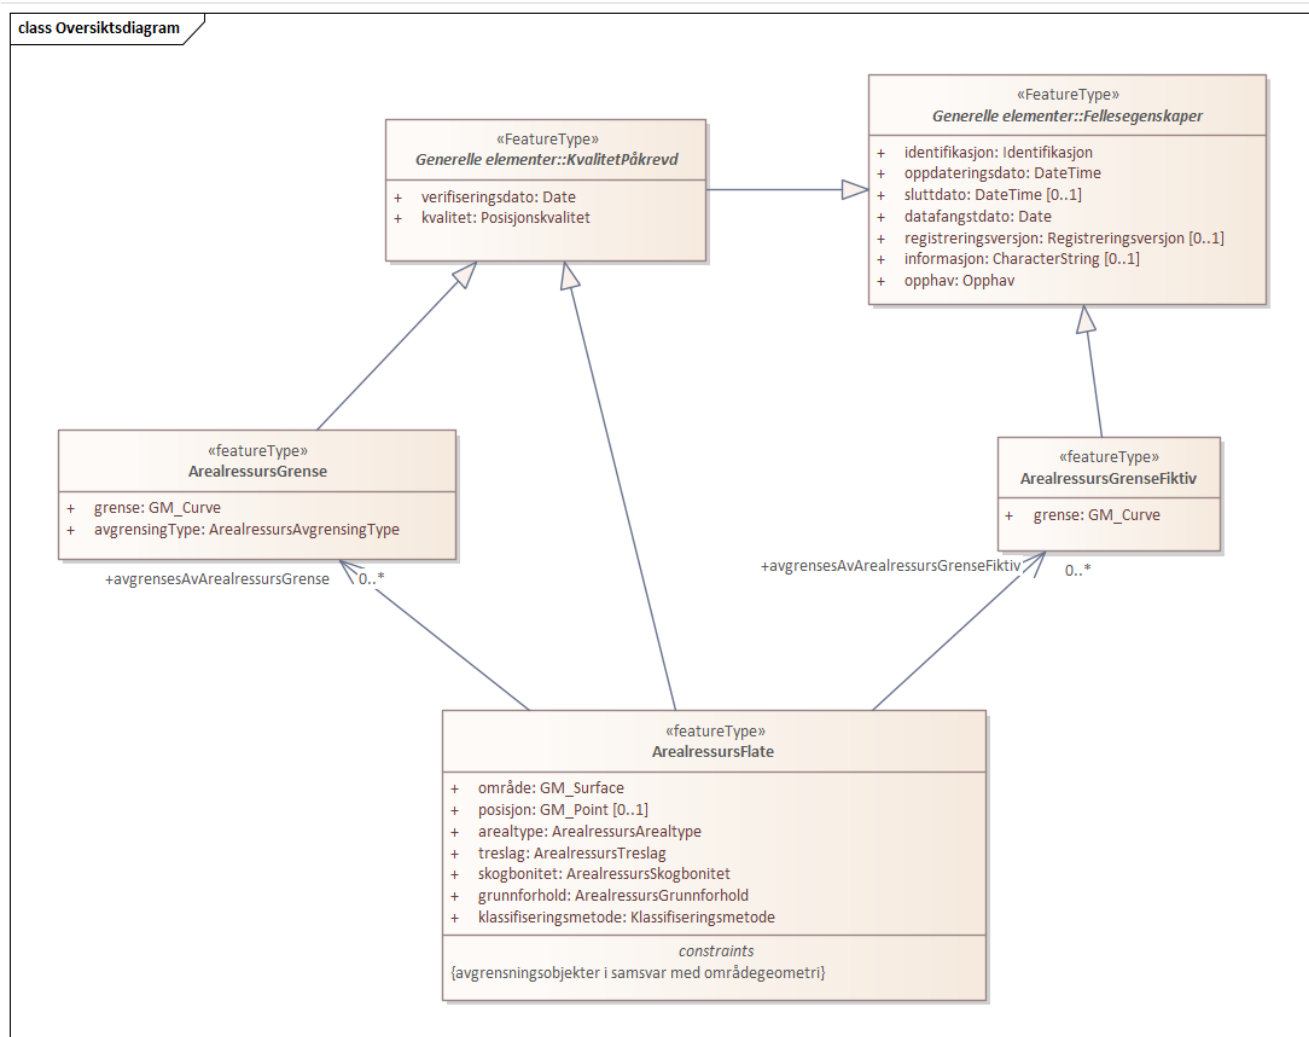 class Oversiktsdiagram
«FeatureType»
Generelle elementer::Fellesegenskaper
+ identifikasjon: Identifikasjon
+ oppdateringsdato: DateTime
+ sluttdato: DateTime [0..1]
+ datafangstdato: Date
+ registreringsversjon: Registreringsversjon [0..1]
+ informasjon: CharacterString [0..1]
+ opphav: Opphav
«FeatureType»
Generelle elementer::KvalitetPåkrevd
+ verifiseringsdato: Date
+ kvalitet: Posisjonskvalitet
«featureType»
ArealressursGrense
+ grense: GM_Curve
+ avgrensingType: ArealressursAvgrensingType
«featureType»
ArealressursGrenseFiktiv
+ grense: GM_Curve
+avgrensesAvArealressursGrense 0..*
+avgrensesAvArealressursGrenseFiktiv 0..*
«featureType»
ArealressursFlate
+ område: GM_Surface
+ posisjon: GM_Point [0..1]
+ arealtype: ArealressursArealtype
+ treslag: ArealressursTreslag
+ skogbonitet: ArealressursSkogbonitet
+ grunnforhold: ArealressursGrunnforhold
+ klassifiseringsmetode: Klassifiseringsmetode
constraints
{avgrensningsobjekter i samsvar med områdegeometri}